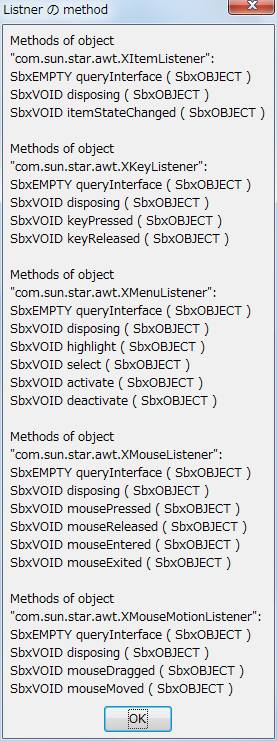 Listner の method
Methods of object
"com.sun.star.awt.XItemListener":
SbxEMPTY queryInterface ( SbxOBJECT )
SbxVOID disposing ( SbxOBJECT )
SbxVOID itemStateChanged ( SbxOBJECT )
Methods of object
"com.sun.star.awt.XKeyListener":
SbxEMPTY queryInterface ( SbxOBJECT )
SbxVOID disposing ( SbxOBJECT )
SbxVOID keyPressed ( SbxOBJECT )
SbxVOID keyReleased ( SbxOBJECT )
Methods of object
"com.sun.star.awt.XMenuListener":
SbxEMPTY queryInterface ( SbxOBJECT )
SbxVOID disposing ( SbxOBJECT )
SbxVOID highlight ( SbxOBJECT )
SbxVOID select ( SbxOBJECT )
SbxVOID activate ( SbxOBJECT )
SbxVOID deactivate ( SbxOBJECT )
Methods of object
"com.sun.star.awt.XMouseListener":
SbxEMPTY queryInterface ( SbxOBJECT )
SbxVOID disposing ( SbxOBJECT )
SbxVOID mousePressed ( SbxOBJECT )
SbxVOID mouseReleased ( SbxOBJECT )
SbxVOID mouseEntered ( SbxOBJECT )
SbxVOID mouseExited ( SbxOBJECT )
Methods of object
"com.sun.star.awt.XMouseMotionListener":
SbxEMPTY queryInterface ( SbxOBJECT )
SbxVOID disposing ( SbxOBJECT )
SbxVOID mouseDragged ( SbxOBJECT )
SbxVOID mouseMoved ( SbxOBJECT )
OK